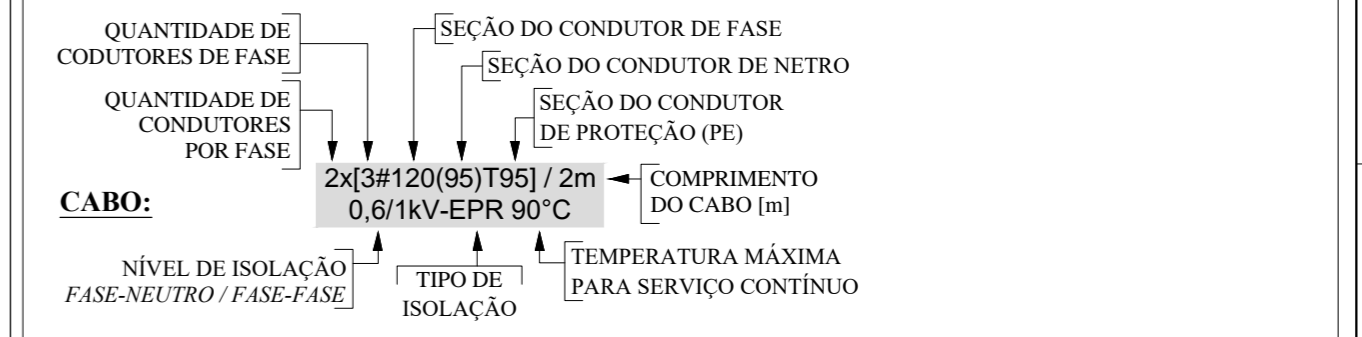 QUANTIDADE DE
CODUTORES DE FASE
SEÇÃO DO CONDUTOR DE FASE
SEÇÃO DO CONDUTOR DE NETRO
QUANTIDADE DE
CONDUTORES
POR FASE
SEÇÃO DO CONDUTOR
DE PROTEÇÃO (PE)
CABO:
2x[3#120(95)T95] / 2m
0,6/1kV-EPR 90°C
COMPRIMENTO
DO CABO [m]
NÍVEL DE ISOLAÇÃO
FASE-NEUTRO / FASE-FASE
TIPO DE
ISOLAÇÃO
TEMPERATURA MÁXIMA
PARA SERVIÇO CONTÍNUO